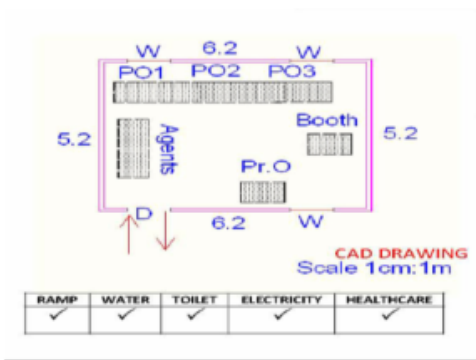 W 6.2 W
PO1 PO2 PO3
Booth
5.2 Agents 5.2
Pr.O
D 6.2 W
CAD DRAWING
Scale 1cm:1m
RAMP WATER TOILET ELECTRICITY HEALTHCARE
✓ ✓ ✓ ✓ ✓